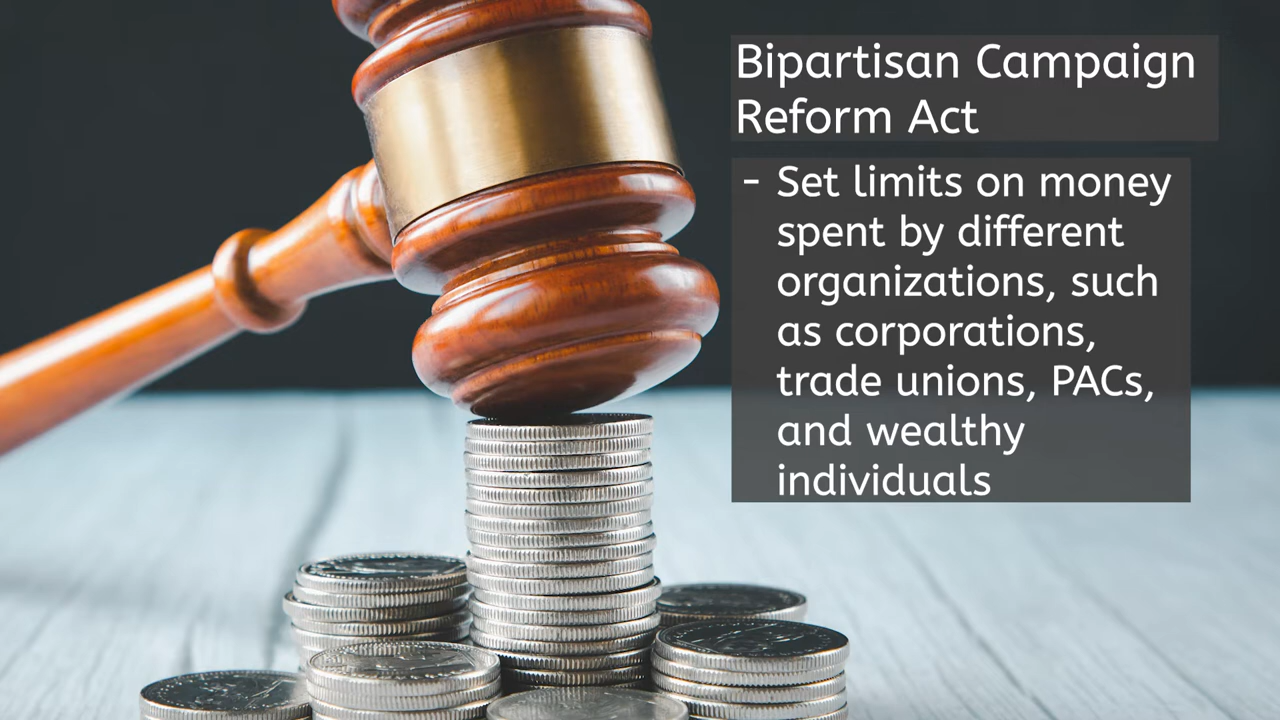 Bipartisan Campaign
Reform Act
- Set limits on money
spent by different
organizations, such
as corporations,
trade unions, PACs,
and wealthy
individuals